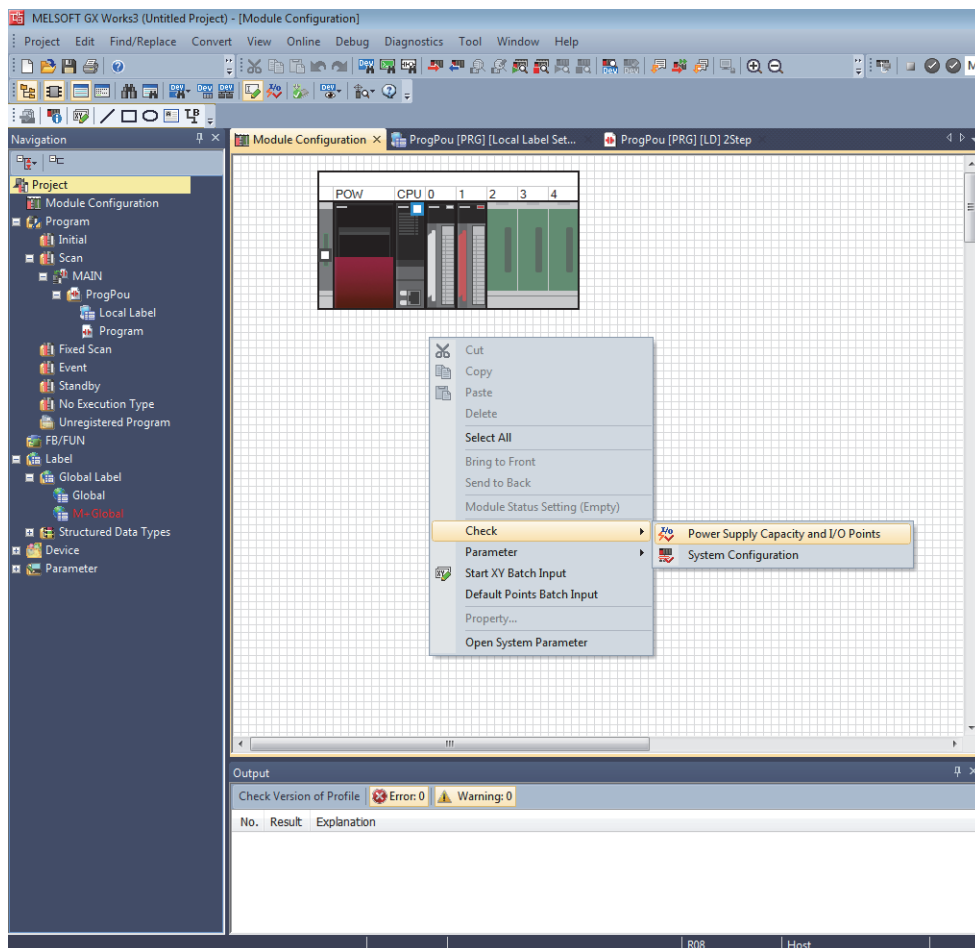 MELSOFT GX Works3 (Untitled Project) - [Module Configuration]
Project Edit Find/Replace Convert View Online Debug Diagnostics Tool Window Help
Navigation
Module Configuration
ProgPou [PRG] [Local Label Set...
ProgPou [PRG] [LD] 2Step
Project
Module Configuration
Program
Initial
Scan
MAIN
ProgPou
Local Label
Program
Fixed Scan
Event
Standby
No Execution Type
Unregistered Program
FB/FUN
Label
Global Label
Global
M+Global
Structured Data Types
Device
Parameter
POW CPU 0 1 2 3 4
Cut
Copy
Paste
Delete
Select All
Bring to Front
Send to Back
Module Status Setting (Empty)
Check
Parameter
Start XY Batch Input
Default Points Batch Input
Property...
Open System Parameter
Power Supply Capacity and I/O Points
System Configuration
Output
Check Version of Profile Error: 0 Warning: 0
No. Result Explanation
R08 Host